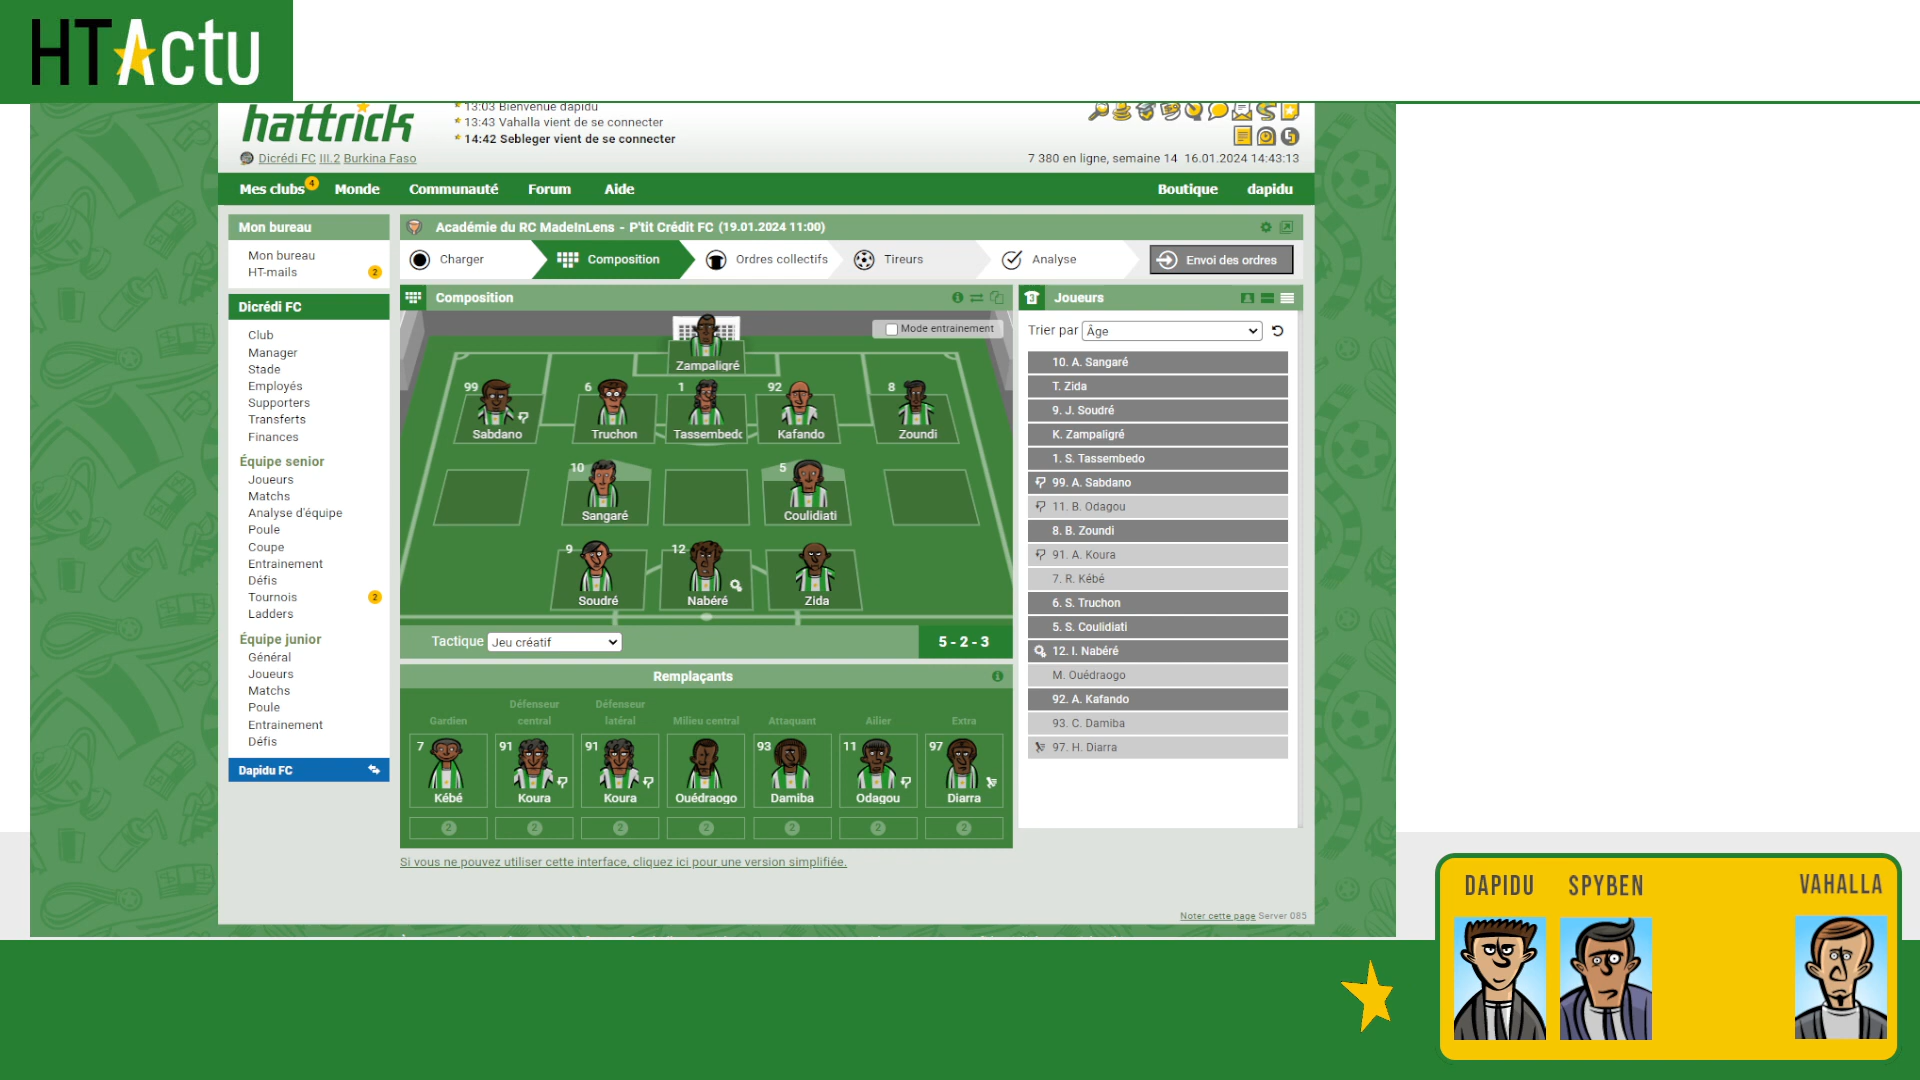 HTActu
hattrick
13:03 Bienvenue dapidu
13:43 Vahalla vient de se connecter
14:42 Sebleger vient de se connecter
Dicrédi FC III.2 Burkina Faso
7 380 en ligne, semaine 14 16.01.2024 14:43:13
Mes clubs 4 Monde Communauté Forum Aide Boutique dapidu
Mon bureau
Mon bureau
HT-mails 2
Dicrédi FC
Club
Manager
Stade
Employés
Supporters
Transferts
Finances
Équipe senior
Joueurs
Matchs
Analyse d'équipe
Poule
Coupe
Entrainement
Défis
Tournois 2
Ladders
Équipe junior
Général
Joueurs
Matchs
Poule
Entrainement
Défis
Dapidu FC
Académie du RC MadeInLens - P'tit Crédit FC (19.01.2024 11:00)
Charger Composition Ordres collectifs Tireurs Analyse Envoi des ordres
Composition
Mode entrainement
Zampaligré
99 6 1 92 8
Sabdano Truchon Tassembedo Kafando Zoundi
10 5
Sangaré Coulidiati
9 12
Soudré Nabéré Zida
Tactique Jeu créatif 5 - 2 - 3
Remplaçants
Gardien Défenseur central Défenseur latéral Milieu central Attaquant Ailier Extra
7 91 91 93 11 97
Kébé Koura Koura Ouédraogo Damiba Odagou Diarra
2 2 2 2 2 2 2
Si vous ne pouvez utiliser cette interface, cliquez ici pour une version simplifiée.
Joueurs
Trier par Âge
10. A. Sangaré
T. Zida
9. J. Soudré
K. Zampaligré
1. S. Tassembedo
99. A. Sabdano
11. B. Odagou
8. B. Zoundi
91. A. Koura
7. R. Kébé
6. S. Truchon
5. S. Coulidiati
12. I. Nabéré
M. Ouédraogo
92. A. Kafando
93. C. Damiba
97. H. Diarra
Noter cette page Server 085
DAPIDU SPYBEN VAHALLA